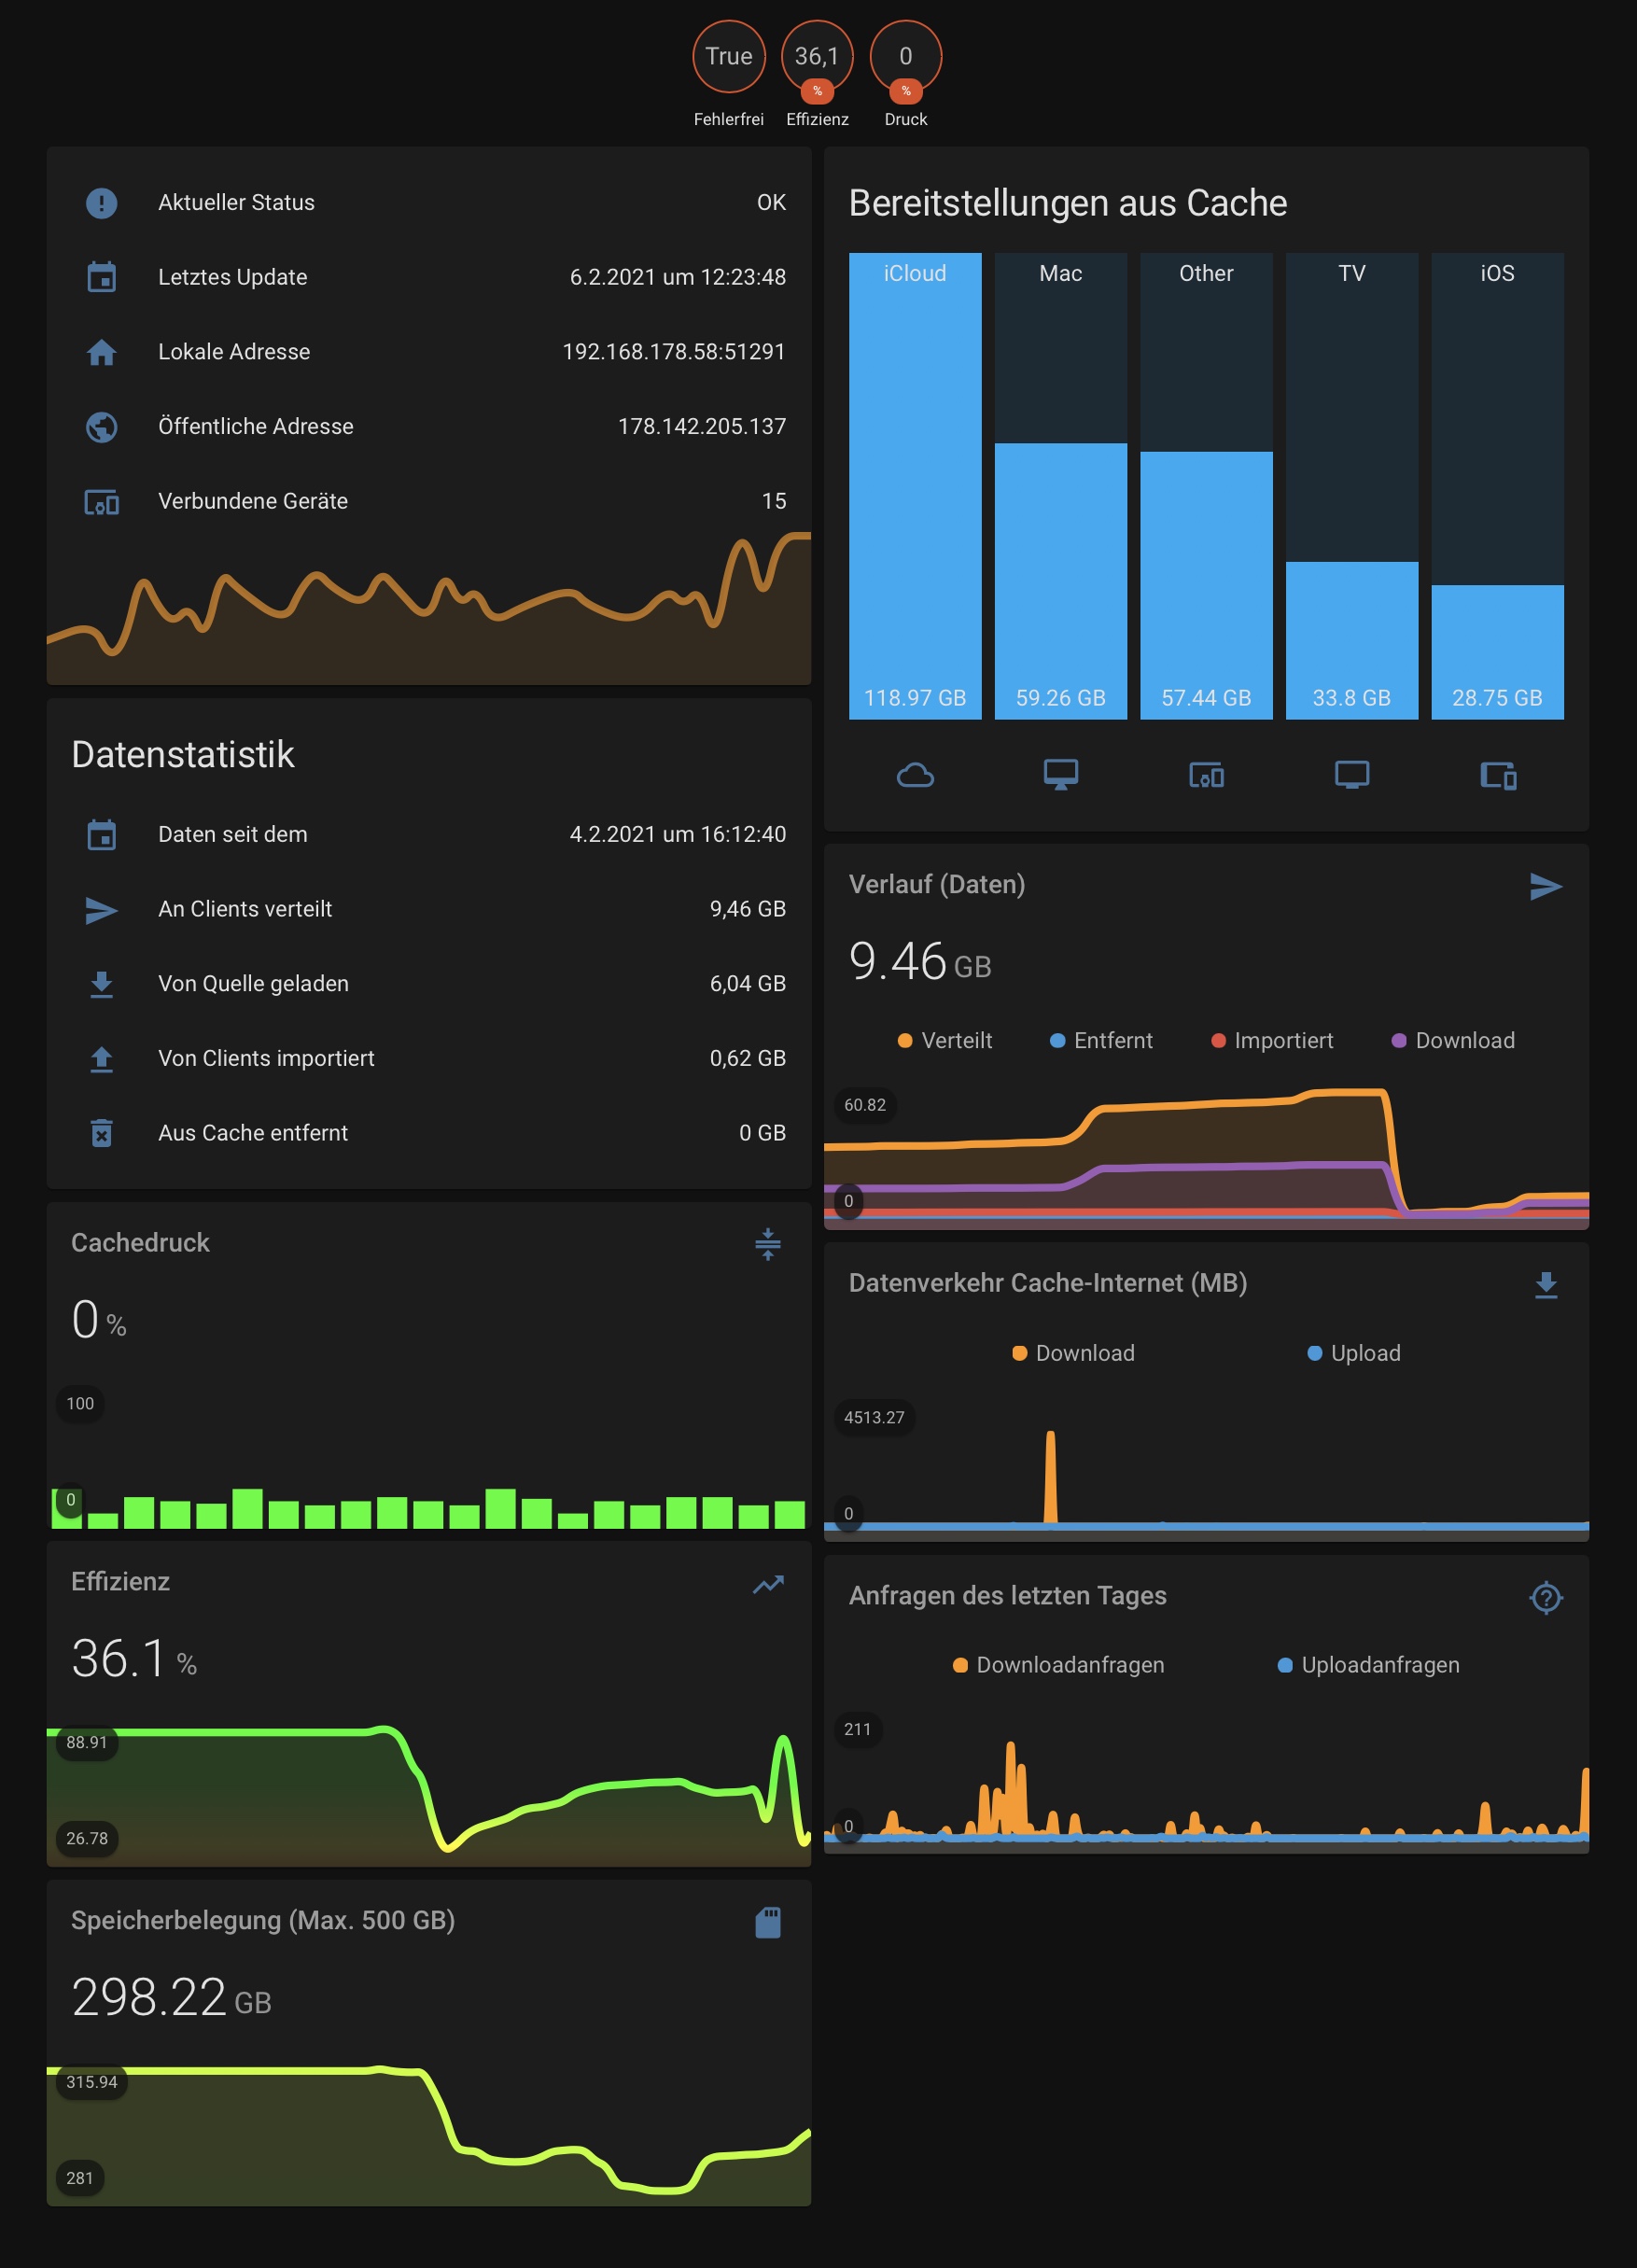 True
36,1
0
%
%
Fehlerfrei
Effizienz
Druck
Aktueller Status OK
Letztes Update 6.2.2021 um 12:23:48
Lokale Adresse 192.168.178.58:51291
Öffentliche Adresse 178.142.205.137
Verbundene Geräte 15
Datenstatistik
Daten seit dem 4.2.2021 um 16:12:40
An Clients verteilt 9,46 GB
Von Quelle geladen 6,04 GB
Von Clients importiert 0,62 GB
Aus Cache entfernt 0 GB
Cachedruck
0 %
100
0
Effizienz
36.1 %
88.91
26.78
Speicherbelegung (Max. 500 GB)
298.22 GB
315.94
281
Bereitstellungen aus Cache
iCloud Mac Other TV iOS
118.97 GB 59.26 GB 57.44 GB 33.8 GB 28.75 GB
Verlauf (Daten)
9.46 GB
Verteilt Entfernt Importiert Download
60.82
0
Datenverkehr Cache-Internet (MB)
Download Upload
4513.27
0
Anfragen des letzten Tages
Downloadanfragen Uploadanfragen
211
0